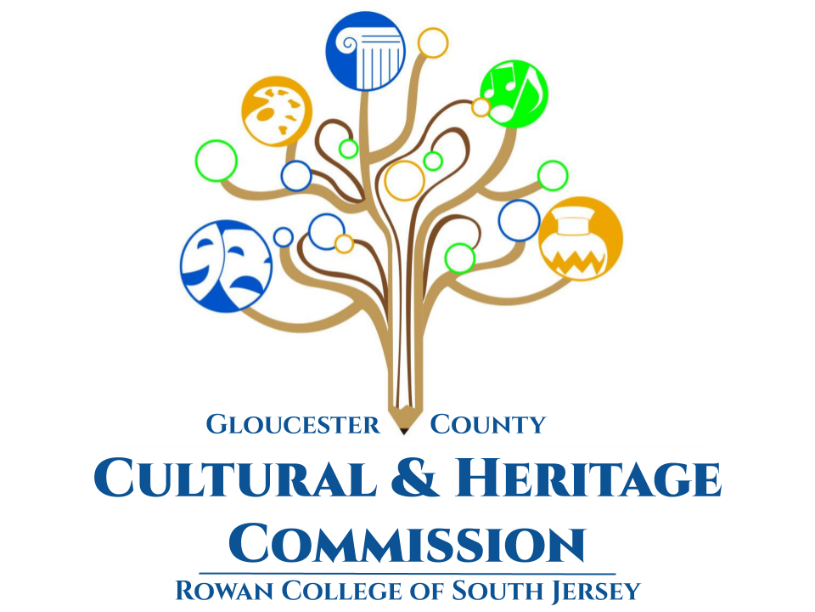 Gloucester County
Cultural & Heritage
Commission
Rowan College of South Jersey